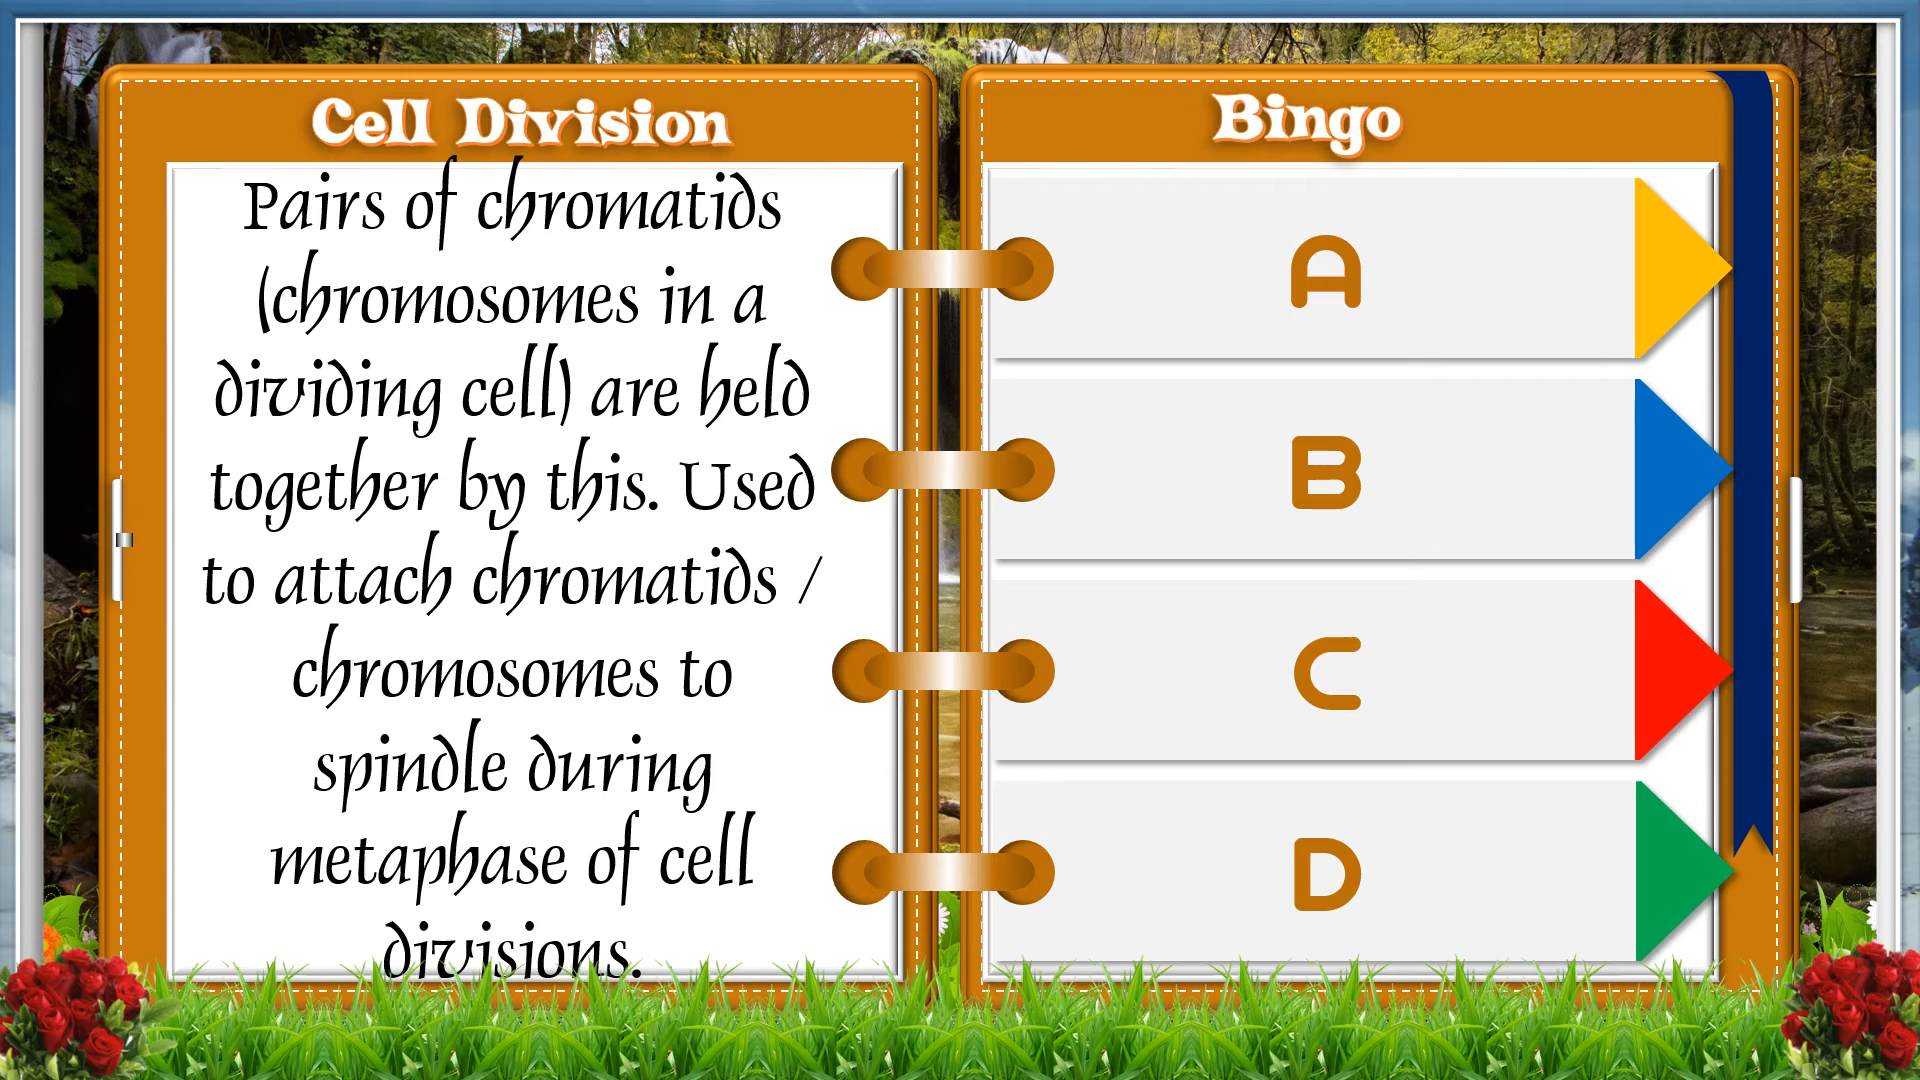 Cell Division
Pairs of chromatids
(chromosomes in a
dividing cell) are held
together by this. Used
to attach chromatids /
chromosomes to
spindle during
metaphase of cell
divisions.
Bingo
A
B
C
D